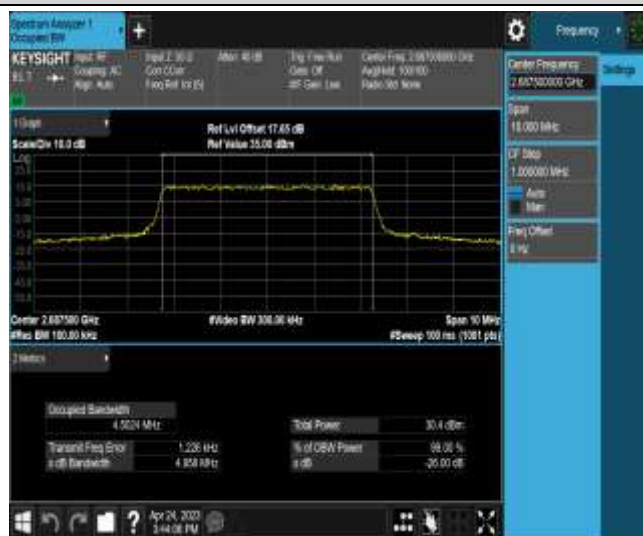 Spectrum Analyzer 1
Occupied BW
+
Frequency
KEYSIGHT
Input: RF
Coupling: AC
Align: Auto
Input Z: 50 Ω
Corr CCorr
Freq Ref: Int (S)
Atten: 40 dB
Trig: Free Run
Gate: Off
#IF Gain: Low
Center Freq: 2.687500000 GHz
Avg|Hold: 100/100
Radio Std: None
Center Frequency
2.687500000 GHz
Settings
Span
10.000 MHz
CF Step
1.000000 MHz
Auto
Man
Freq Offset
0 Hz
1 Graph
Scale/Div 10.0 dB
Ref Lvl Offset 17.65 dB
Ref Value 35.00 dBm
Log
Center 2.687500 GHz
#Video BW 300.00 kHz
Span 10 MHz
#Res BW 100.00 kHz
#Sweep 100 ms (1001 pts)
2 Metrics
Occupied Bandwidth
4.5024 MHz
Total Power
30.4 dBm
Transmit Freq Error
1.226 kHz
% of OBW Power
99.00 %
x dB Bandwidth
4.958 MHz
x dB
-26.00 dB
?
Apr 24, 2023
3:44:06 PM